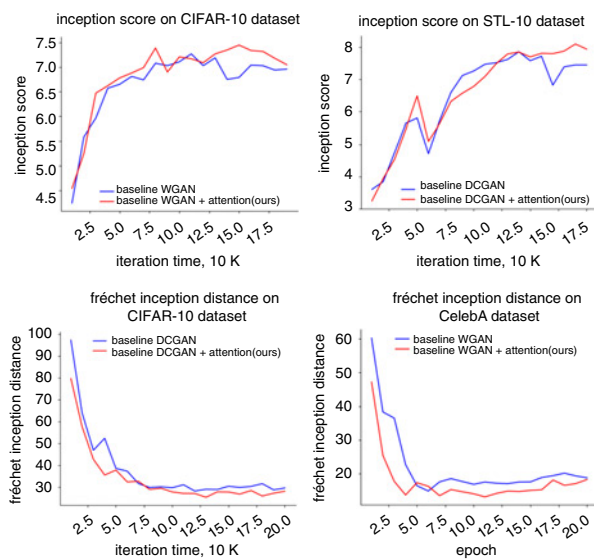 inception score on CIFAR-10 dataset
7.5
7.0
6.5
6.0
5.5
5.0
4.5
inception score
baseline WGAN
baseline WGAN + attention(ours)
2.5 5.0 7.5 10.0 12.5 15.0 17.5
iteration time, 10 K
inception score on STL-10 dataset
8
7
6
5
4
3
inception score
baseline DCGAN
baseline DCGAN + attention(ours)
2.5 5.0 7.5 10.0 12.5 15.0 17.5
iteration time, 10 K
fréchet inception distance on
CIFAR-10 dataset
100
90
80
70
60
50
40
30
fréchet inception distance
baseline DCGAN
baseline DCGAN + attention(ours)
2.5 5.0 7.5 10.0 12.5 15.0 17.5 20.0
iteration time, 10 K
fréchet inception distance on
CelebA dataset
60
50
40
30
20
fréchet inception distance
baseline WGAN
baseline WGAN + attention(ours)
2.5 5.0 7.5 10.0 12.5 15.0 17.5 20.0
epoch